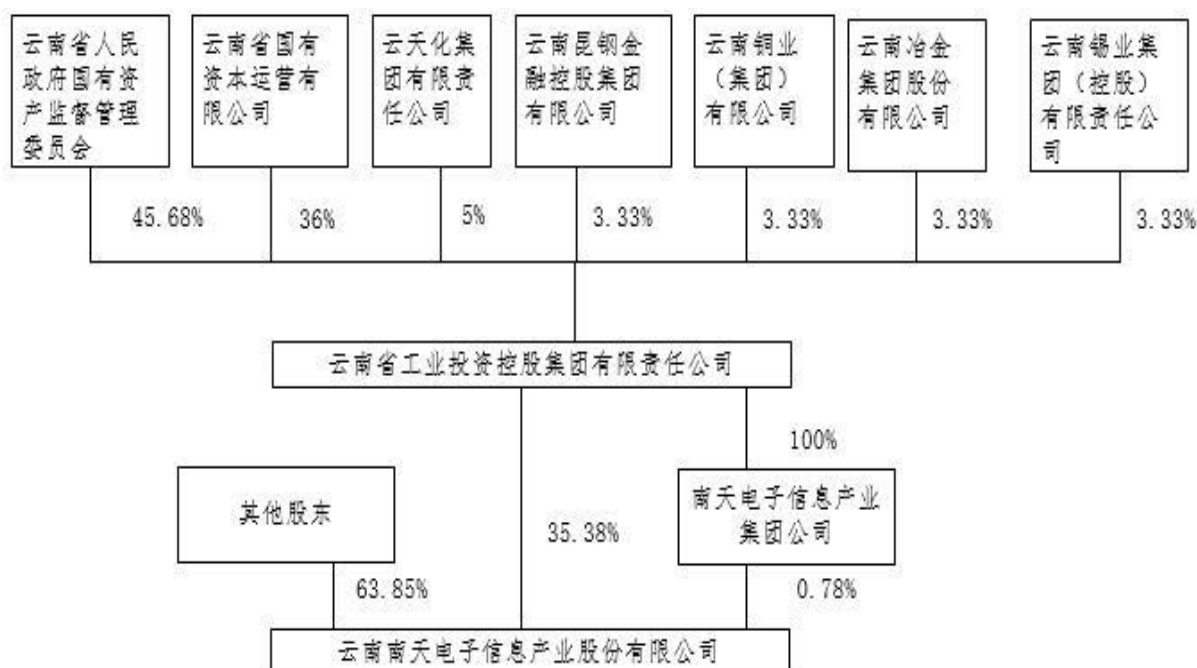 云南省人民
政府国有资
产监督管理
委员会
云南省国有
资本运营有
限公司
云天化集
团有限责
任公司
云南昆钢金
融控股集团
有限公司
云南铜业
（集团）
有限公司
云南冶金
集团股份
有限公司
云南锡业集
团（控股）
有限责任公
司
45.68%
36%
5%
3.33%
3.33%
3.33%
3.33%
云南省工业投资控股集团有限责任公司
100%
其他股东
南天电子信息产业
集团公司
35.38%
63.85%
0.78%
云南南天电子信息产业股份有限公司